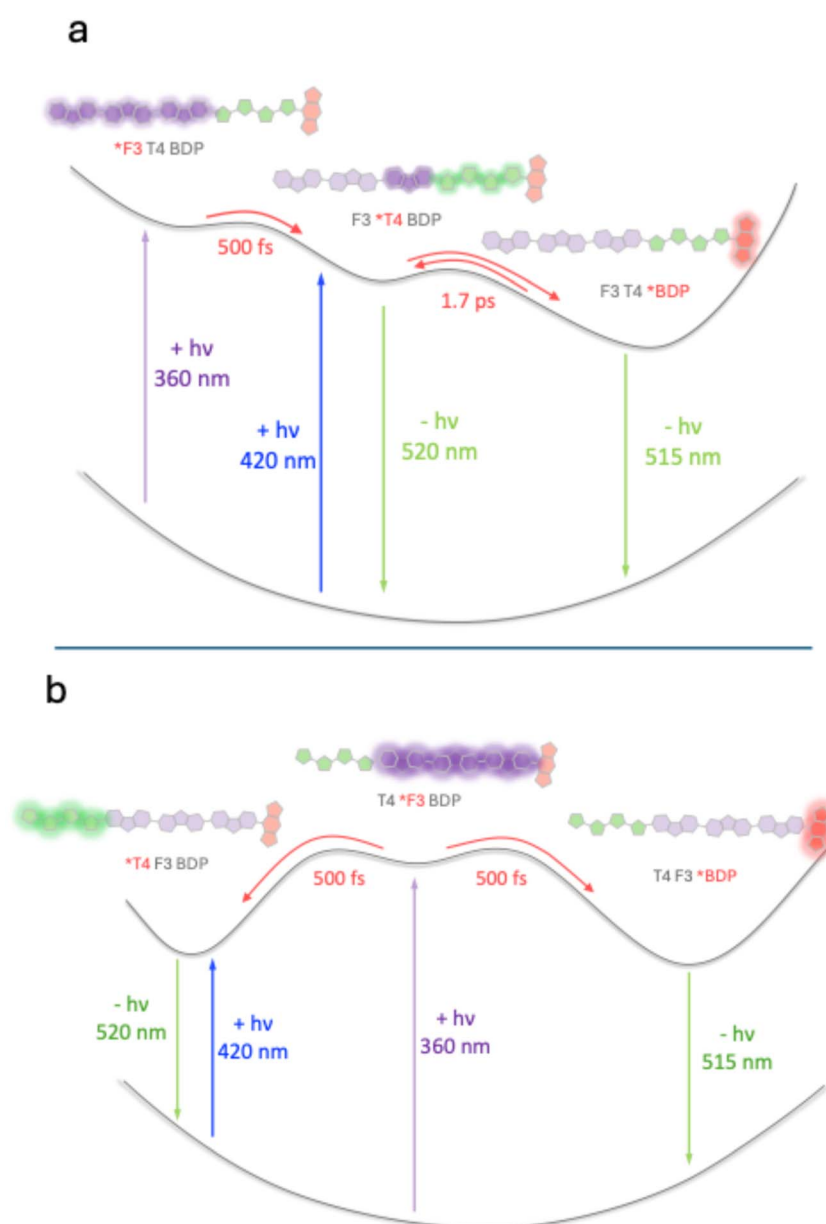 a
*F3 T4 BDP
F3 *T4 BDP
500 fs
F3 T4 *BDP
1.7 ps
+ hν
360 nm
+ hν
420 nm
- hν
520 nm
- hν
515 nm
b
T4 *F3 BDP
*T4 F3 BDP
T4 F3 *BDP
500 fs
500 fs
- hν
520 nm
+ hν
420 nm
+ hν
360 nm
- hν
515 nm